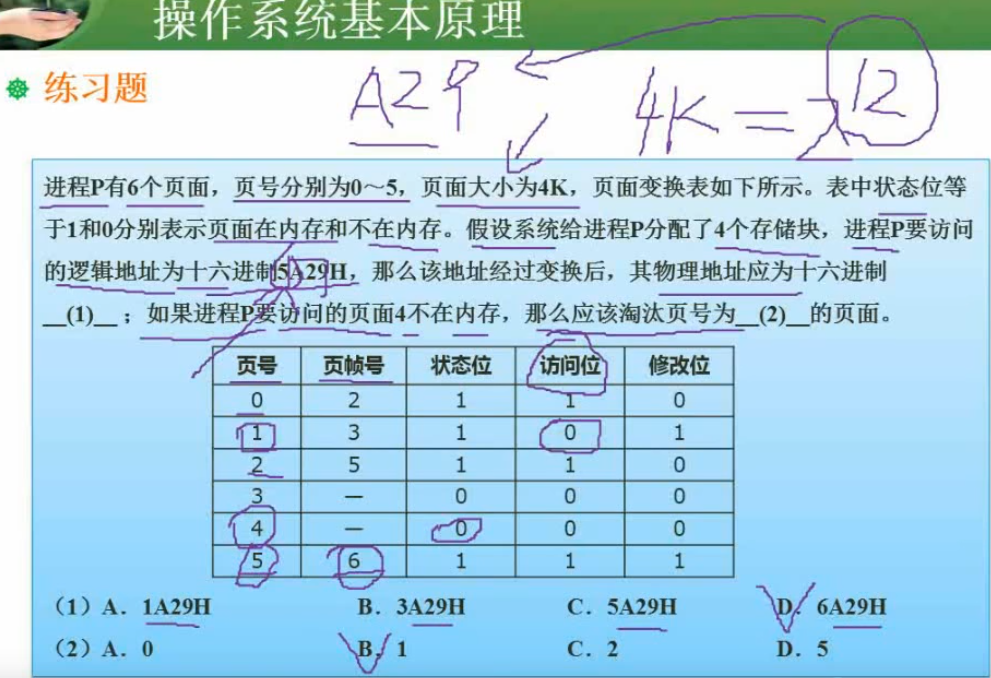 操作系统基本原理
练习题
A29
4K=2 12
进程P有6个页面，页号分别为0～5，页面大小为4K，页面变换表如下所示。表中状态位等
于1和0分别表示页面在内存和不在内存。假设系统给进程P分配了4个存储块，进程P要访问
的逻辑地址为十六进制5A29H，那么该地址经过变换后，其物理地址应为十六进制
__(1)__；如果进程P要访问的页面4不在内存，那么应该淘汰页号为__(2)__的页面。
页号 页帧号 状态位 访问位 修改位
0 2 1 1 0
1 3 1 0 1
2 5 1 1 0
3 — 0 0 0
4 — 0 0 0
5 6 1 1 1
（1）A．1A29H B．3A29H C．5A29H D．6A29H
（2）A．0 B．1 C．2 D．5